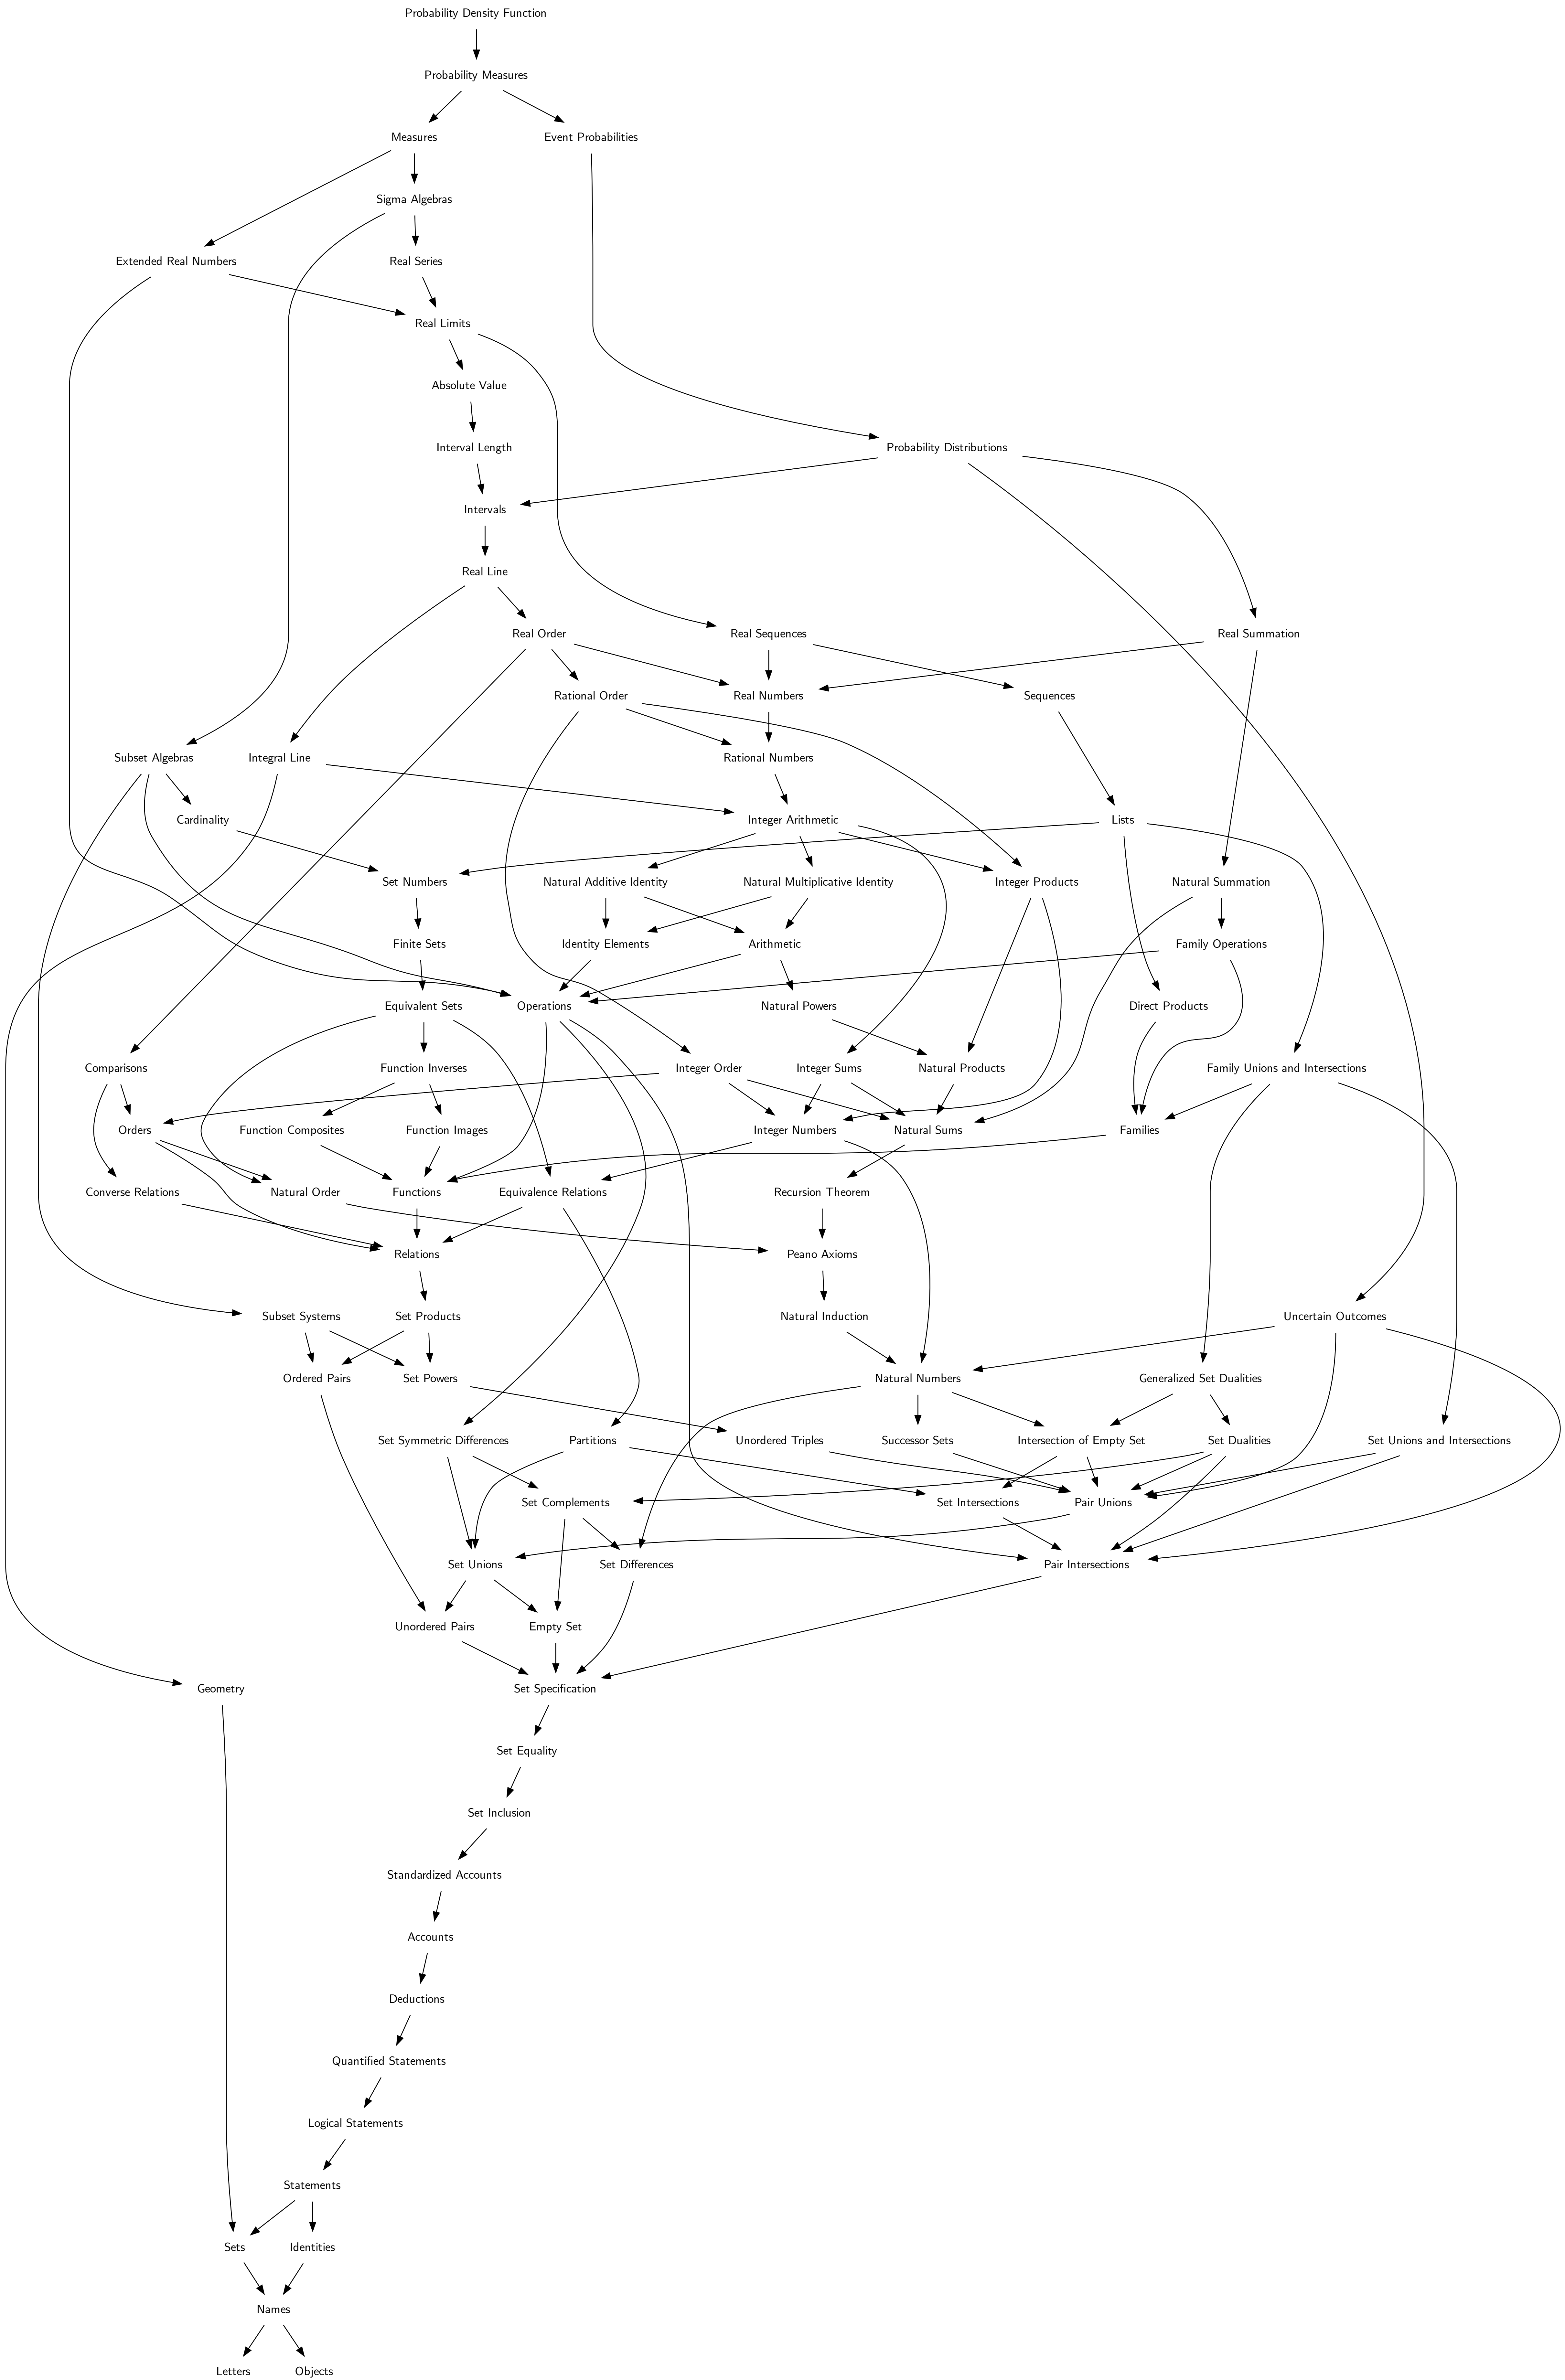 Probability Density Function
Probability Measures
Measures
Event Probabilities
Sigma Algebras
Extended Real Numbers
Real Series
Real Limits
Absolute Value
Interval Length
Probability Distributions
Intervals
Real Line
Real Order
Real Sequences
Real Summation
Rational Order
Real Numbers
Sequences
Subset Algebras
Integral Line
Rational Numbers
Cardinality
Integer Arithmetic
Lists
Set Numbers
Natural Additive Identity
Natural Multiplicative Identity
Integer Products
Natural Summation
Finite Sets
Identity Elements
Arithmetic
Family Operations
Equivalent Sets
Operations
Natural Powers
Direct Products
Comparisons
Function Inverses
Integer Order
Integer Sums
Natural Products
Family Unions and Intersections
Orders
Function Composites
Function Images
Integer Numbers
Natural Sums
Families
Converse Relations
Natural Order
Functions
Equivalence Relations
Recursion Theorem
Relations
Peano Axioms
Subset Systems
Set Products
Natural Induction
Uncertain Outcomes
Ordered Pairs
Set Powers
Natural Numbers
Generalized Set Dualities
Set Symmetric Differences
Partitions
Unordered Triples
Successor Sets
Intersection of Empty Set
Set Dualities
Set Unions and Intersections
Set Complements
Set Intersections
Pair Unions
Set Unions
Set Differences
Pair Intersections
Unordered Pairs
Empty Set
Geometry
Set Specification
Set Equality
Set Inclusion
Standardized Accounts
Accounts
Deductions
Quantified Statements
Logical Statements
Statements
Sets
Identities
Names
Letters
Objects